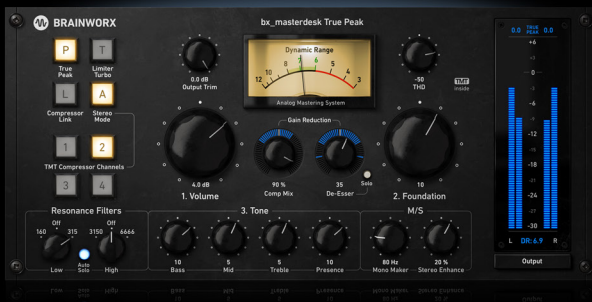 BRAINWORX
bx_masterdesk True Peak
P
T
True
Peak
Limiter
Turbo
L
A
Compressor
Link
Stereo
Mode
1
2
TMT Compressor Channels
3
4
0.0 dB
Output Trim
Dynamic Range
12 10 8 7 6 5 4 3
Analog Mastering System
-50
THD
TMT
inside
4.0 dB
1. Volume
Gain Reduction
90 %
Comp Mix
35
De-Esser
Solo
10
2. Foundation
Resonance Filters
Off
160 315
Low
Auto
Solo
Off
3150 6666
High
3. Tone
10
Bass
5
Mid
5
Treble
10
Presence
M/S
80 Hz
Mono Maker
20 %
Stereo Enhance
0.0 TRUE PEAK 0.0
+6
+3
0
-3
-6
-9
-12
-18
-24
-30
L DR: 6.9 R
Output